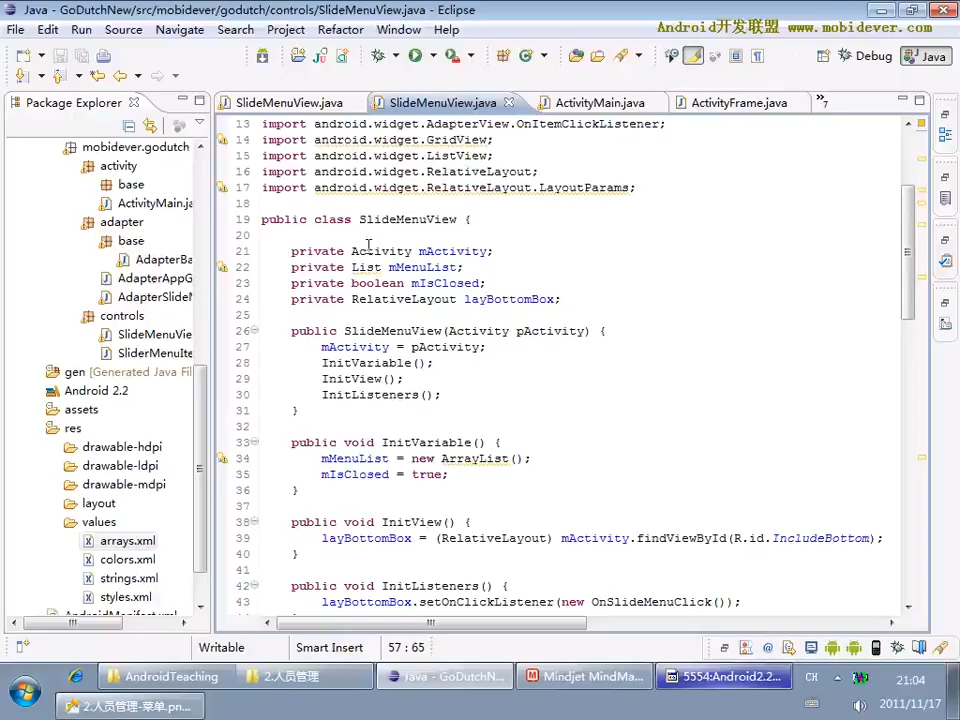 Java - GoDutchNew/src/mobidever/godutch/controls/SlideMenuView.java - Eclipse
File Edit Run Source Navigate Search Project Refactor Window Help
Android开发联盟 www.mobidever.com
Debug Java
Package Explorer
SlideMenuView.java SlideMenuView.java ActivityMain.java ActivityFrame.java »7
mobidever.godutch
activity
base
ActivityMain.ja
adapter
base
AdapterBa
AdapterAppG
AdapterSlide
controls
SlideMenuVie
SliderMenuIte
gen [Generated Java Fil
Android 2.2
assets
res
drawable-hdpi
drawable-ldpi
drawable-mdpi
layout
values
arrays.xml
colors.xml
strings.xml
styles.xml
AndroidManifest.xml
13 import android.widget.AdapterView.OnItemClickListener;
14 import android.widget.GridView;
15 import android.widget.ListView;
16 import android.widget.RelativeLayout;
17 import android.widget.RelativeLayout.LayoutParams;
18
19 public class SlideMenuView {
20
21 private Activity mActivity;
22 private List mMenuList;
23 private boolean mIsClosed;
24 private RelativeLayout layBottomBox;
25
26 public SlideMenuView(Activity pActivity) {
27 mActivity = pActivity;
28 InitVariable();
29 InitView();
30 InitListeners();
31 }
32
33 public void InitVariable() {
34 mMenuList = new ArrayList();
35 mIsClosed = true;
36 }
37
38 public void InitView() {
39 layBottomBox = (RelativeLayout) mActivity.findViewById(R.id.IncludeBottom);
40 }
41
42 public void InitListeners() {
43 layBottomBox.setOnClickListener(new OnSlideMenuClick());
Writable Smart Insert 57 : 65
AndroidTeaching 2.人员管理 Java - GoDutchN... Mindjet MindMa... 5554:Android2.2... CH 21:04
2.人员管理-菜单.pn... 2011/11/17